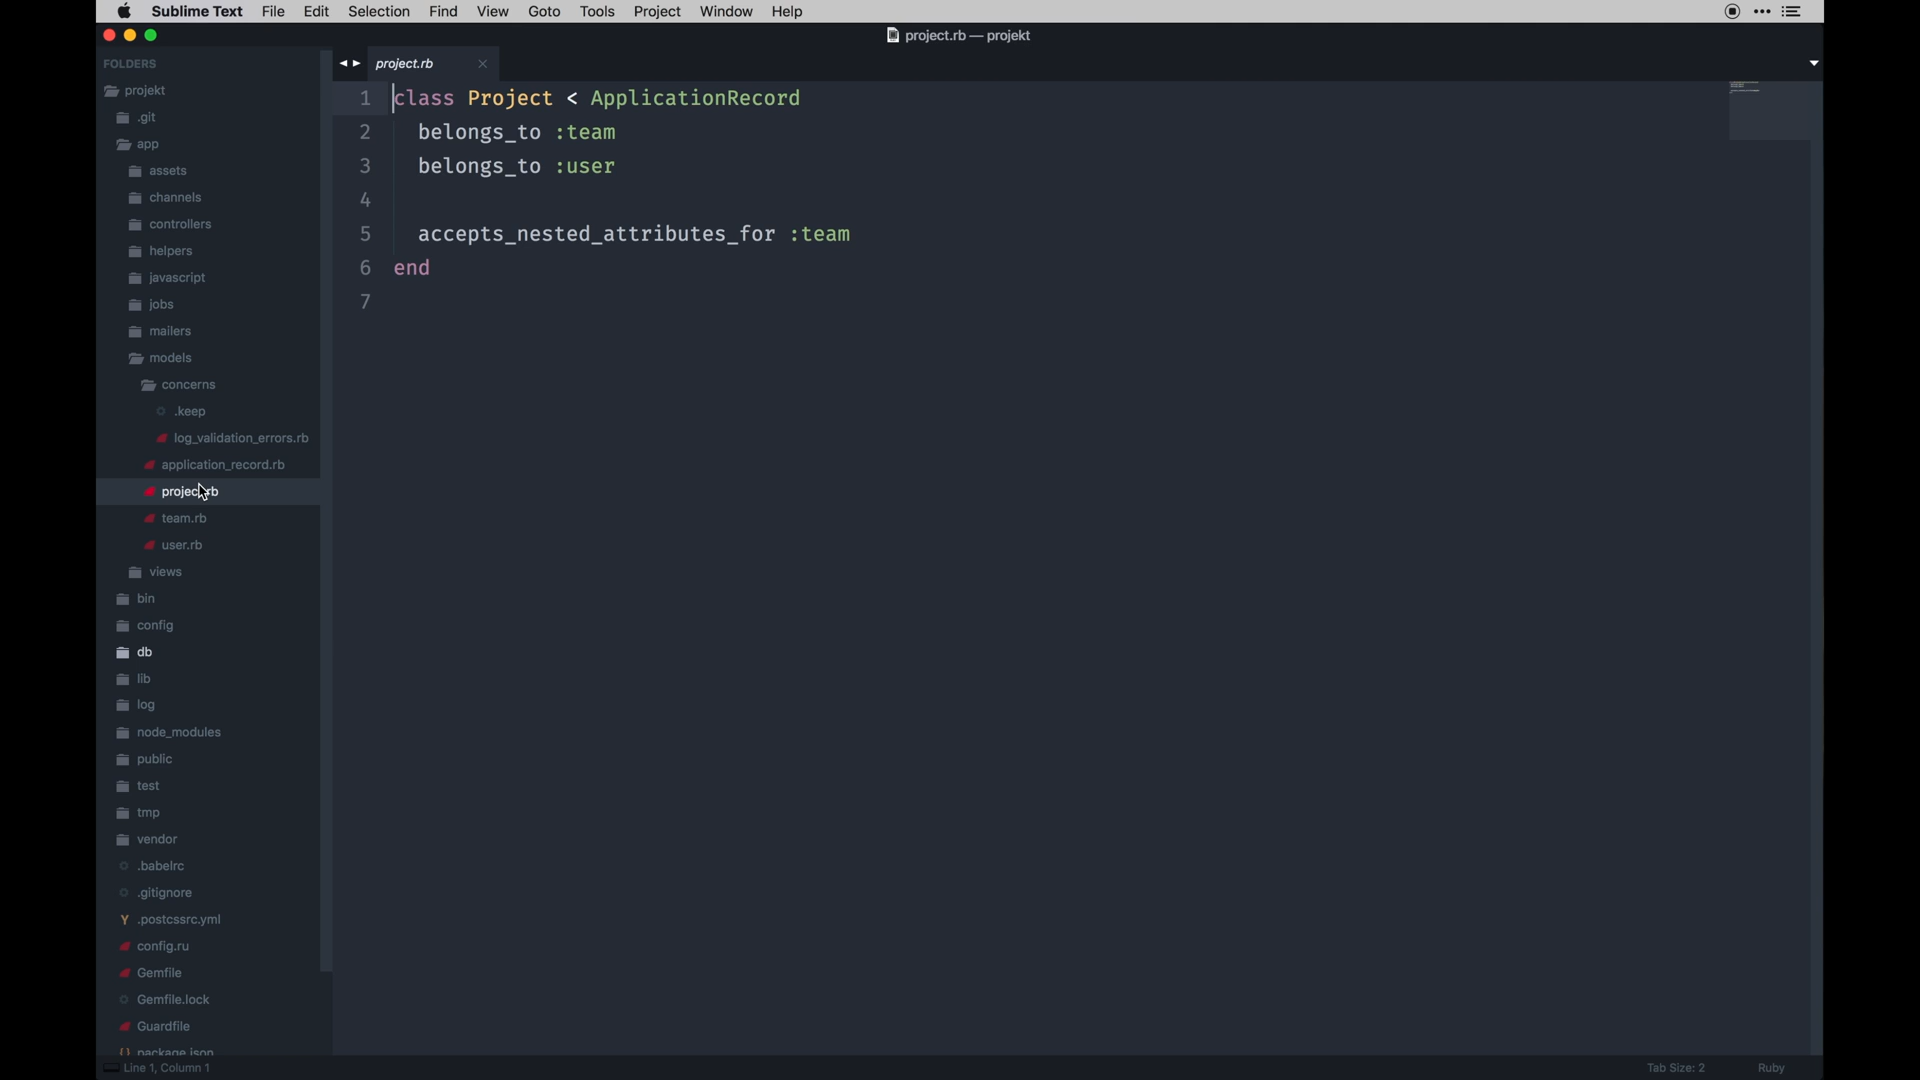 Sublime Text File Edit Selection Find View Goto Tools Project Window Help
project.rb — projekt
FOLDERS
projekt
.git
app
assets
channels
controllers
helpers
javascript
jobs
mailers
models
concerns
.keep
log_validation_errors.rb
application_record.rb
project.rb
team.rb
user.rb
views
bin
config
db
lib
log
node_modules
public
test
tmp
vendor
.babelrc
.gitignore
Y .postcssrc.yml
config.ru
Gemfile
Gemfile.lock
Guardfile
{} package.json
project.rb
1 class Project < ApplicationRecord
2 belongs_to :team
3 belongs_to :user
4
5 accepts_nested_attributes_for :team
6 end
7
Line 1, Column 1
Tab Size: 2
Ruby